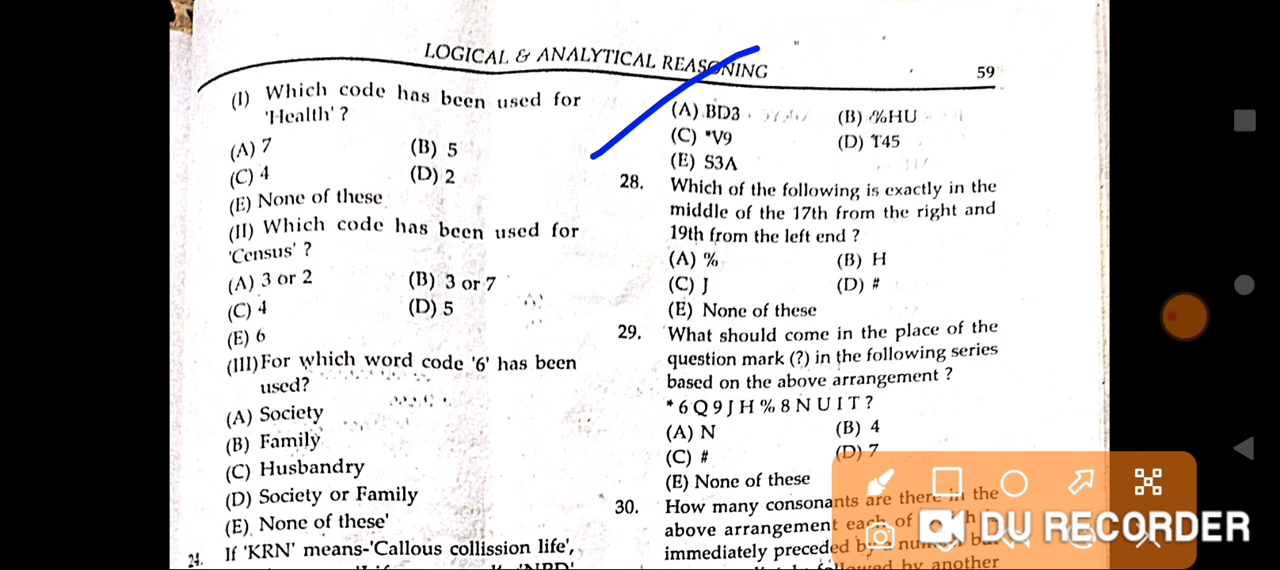 LOGICAL & ANALYTICAL REASONING
59
(I) Which code has been used for
'Health' ?
(A) 7 (B) 5
(C) 4 (D) 2
(E) None of these
(II) Which code has been used for
'Census' ?
(A) 3 or 2 (B) 3 or 7
(C) 4 (D) 5
(E) 6
(III) For which word code '6' has been
used?
(A) Society
(B) Family
(C) Husbandry
(D) Society or Family
(E) None of these'
24. If 'KRN' means-'Callous collission life',
(A) BD3 (B) %HU
(C) *V9 (D) T45
(E) S3A
28. Which of the following is exactly in the
middle of the 17th from the right and
19th from the left end ?
(A) % (B) H
(C) J (D) #
(E) None of these
29. What should come in the place of the
question mark (?) in the following series
based on the above arrangement ?
* 6 Q 9 J H % 8 N U I T ?
(A) N (B) 4
(C) # (D) 7
(E) None of these
30. How many consonants are there in the
above arrangement each of
immediately preceded by a
by another
DU RECORDER